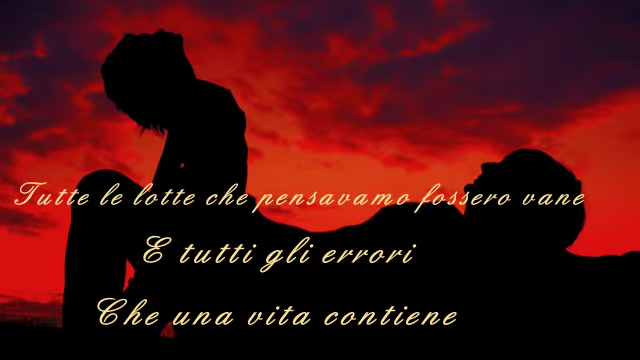 Tutte le lotte che pensavamo fossero vane
E tutti gli errori
Che una vita contiene